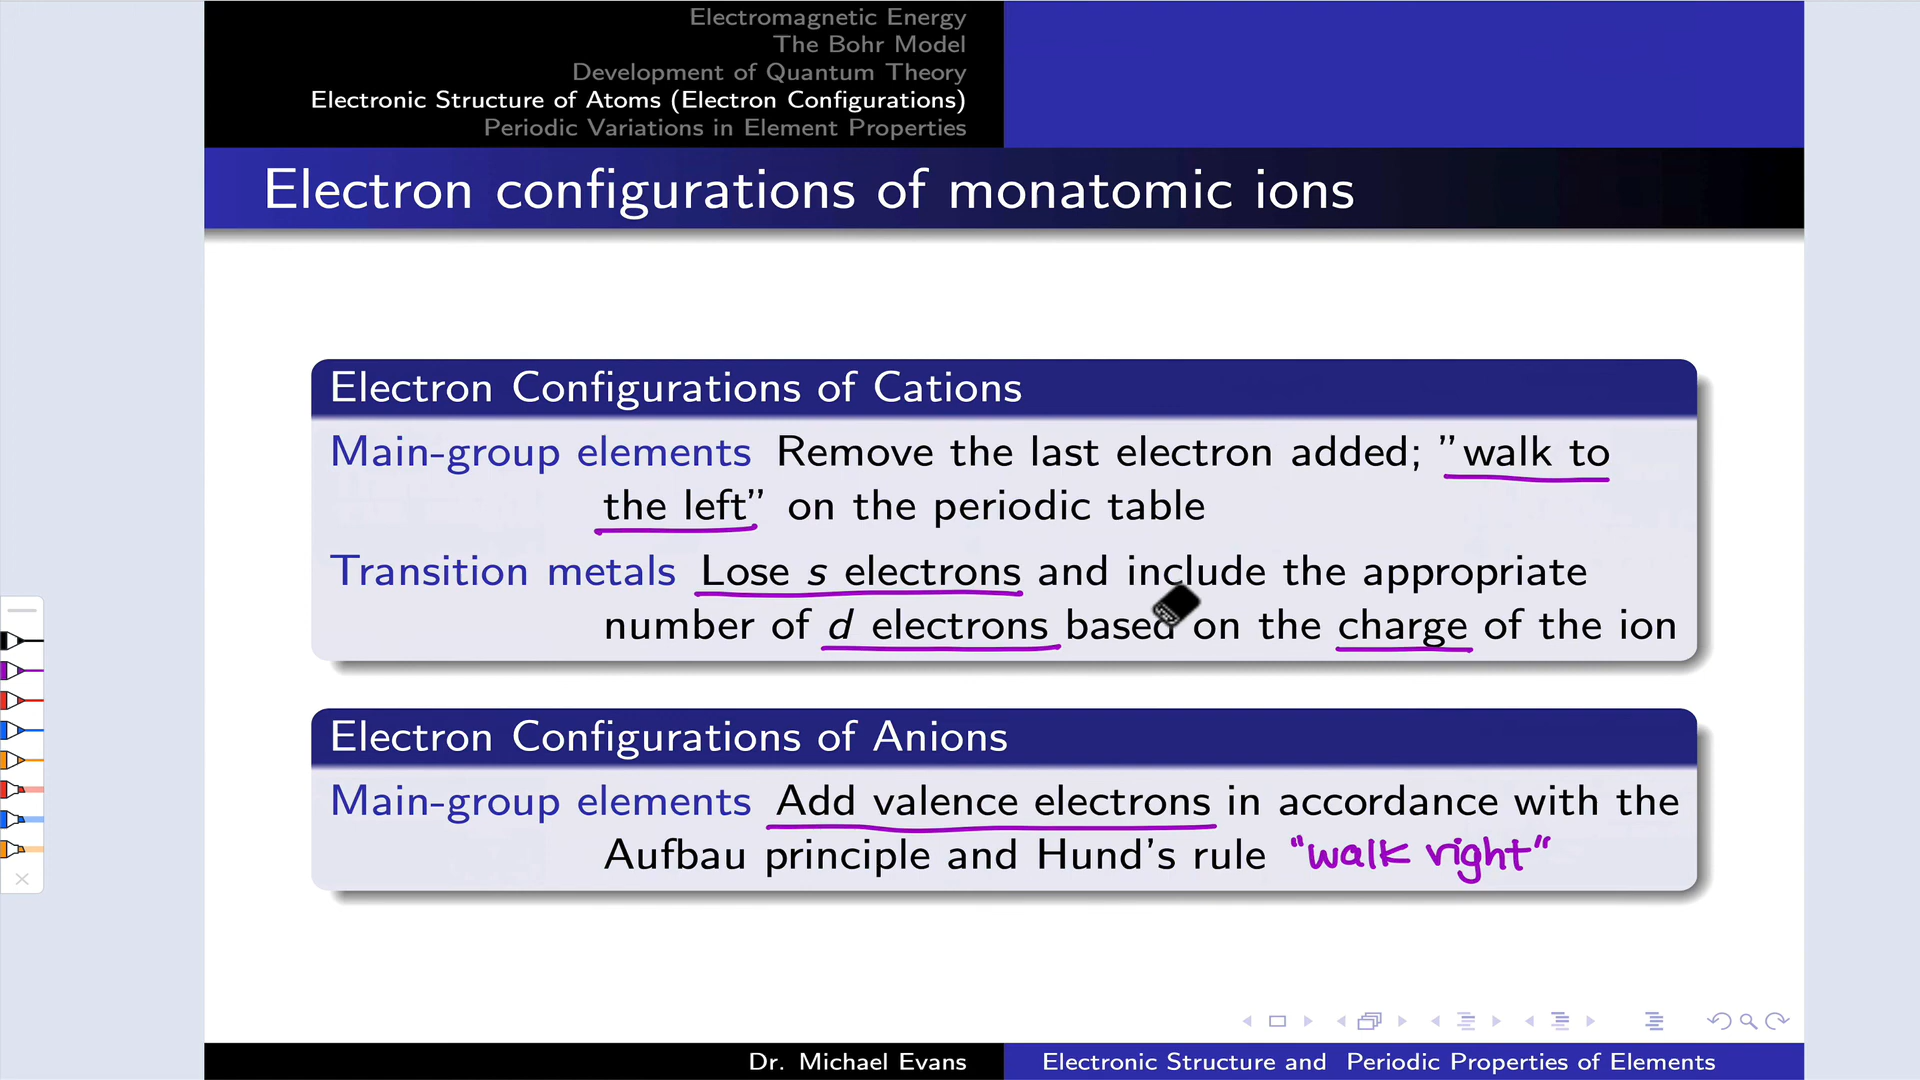 Electromagnetic Energy
The Bohr Model
Development of Quantum Theory
Electronic Structure of Atoms (Electron Configurations)
Periodic Variations in Element Properties
Electron configurations of monatomic ions
Electron Configurations of Cations
Main-group elements Remove the last electron added; ”walk to
the left” on the periodic table
Transition metals Lose s electrons and include the appropriate
number of d electrons based on the charge of the ion
Electron Configurations of Anions
Main-group elements Add valence electrons in accordance with the
Aufbau principle and Hund’s rule "walk right"
Dr. Michael Evans
Electronic Structure and Periodic Properties of Elements